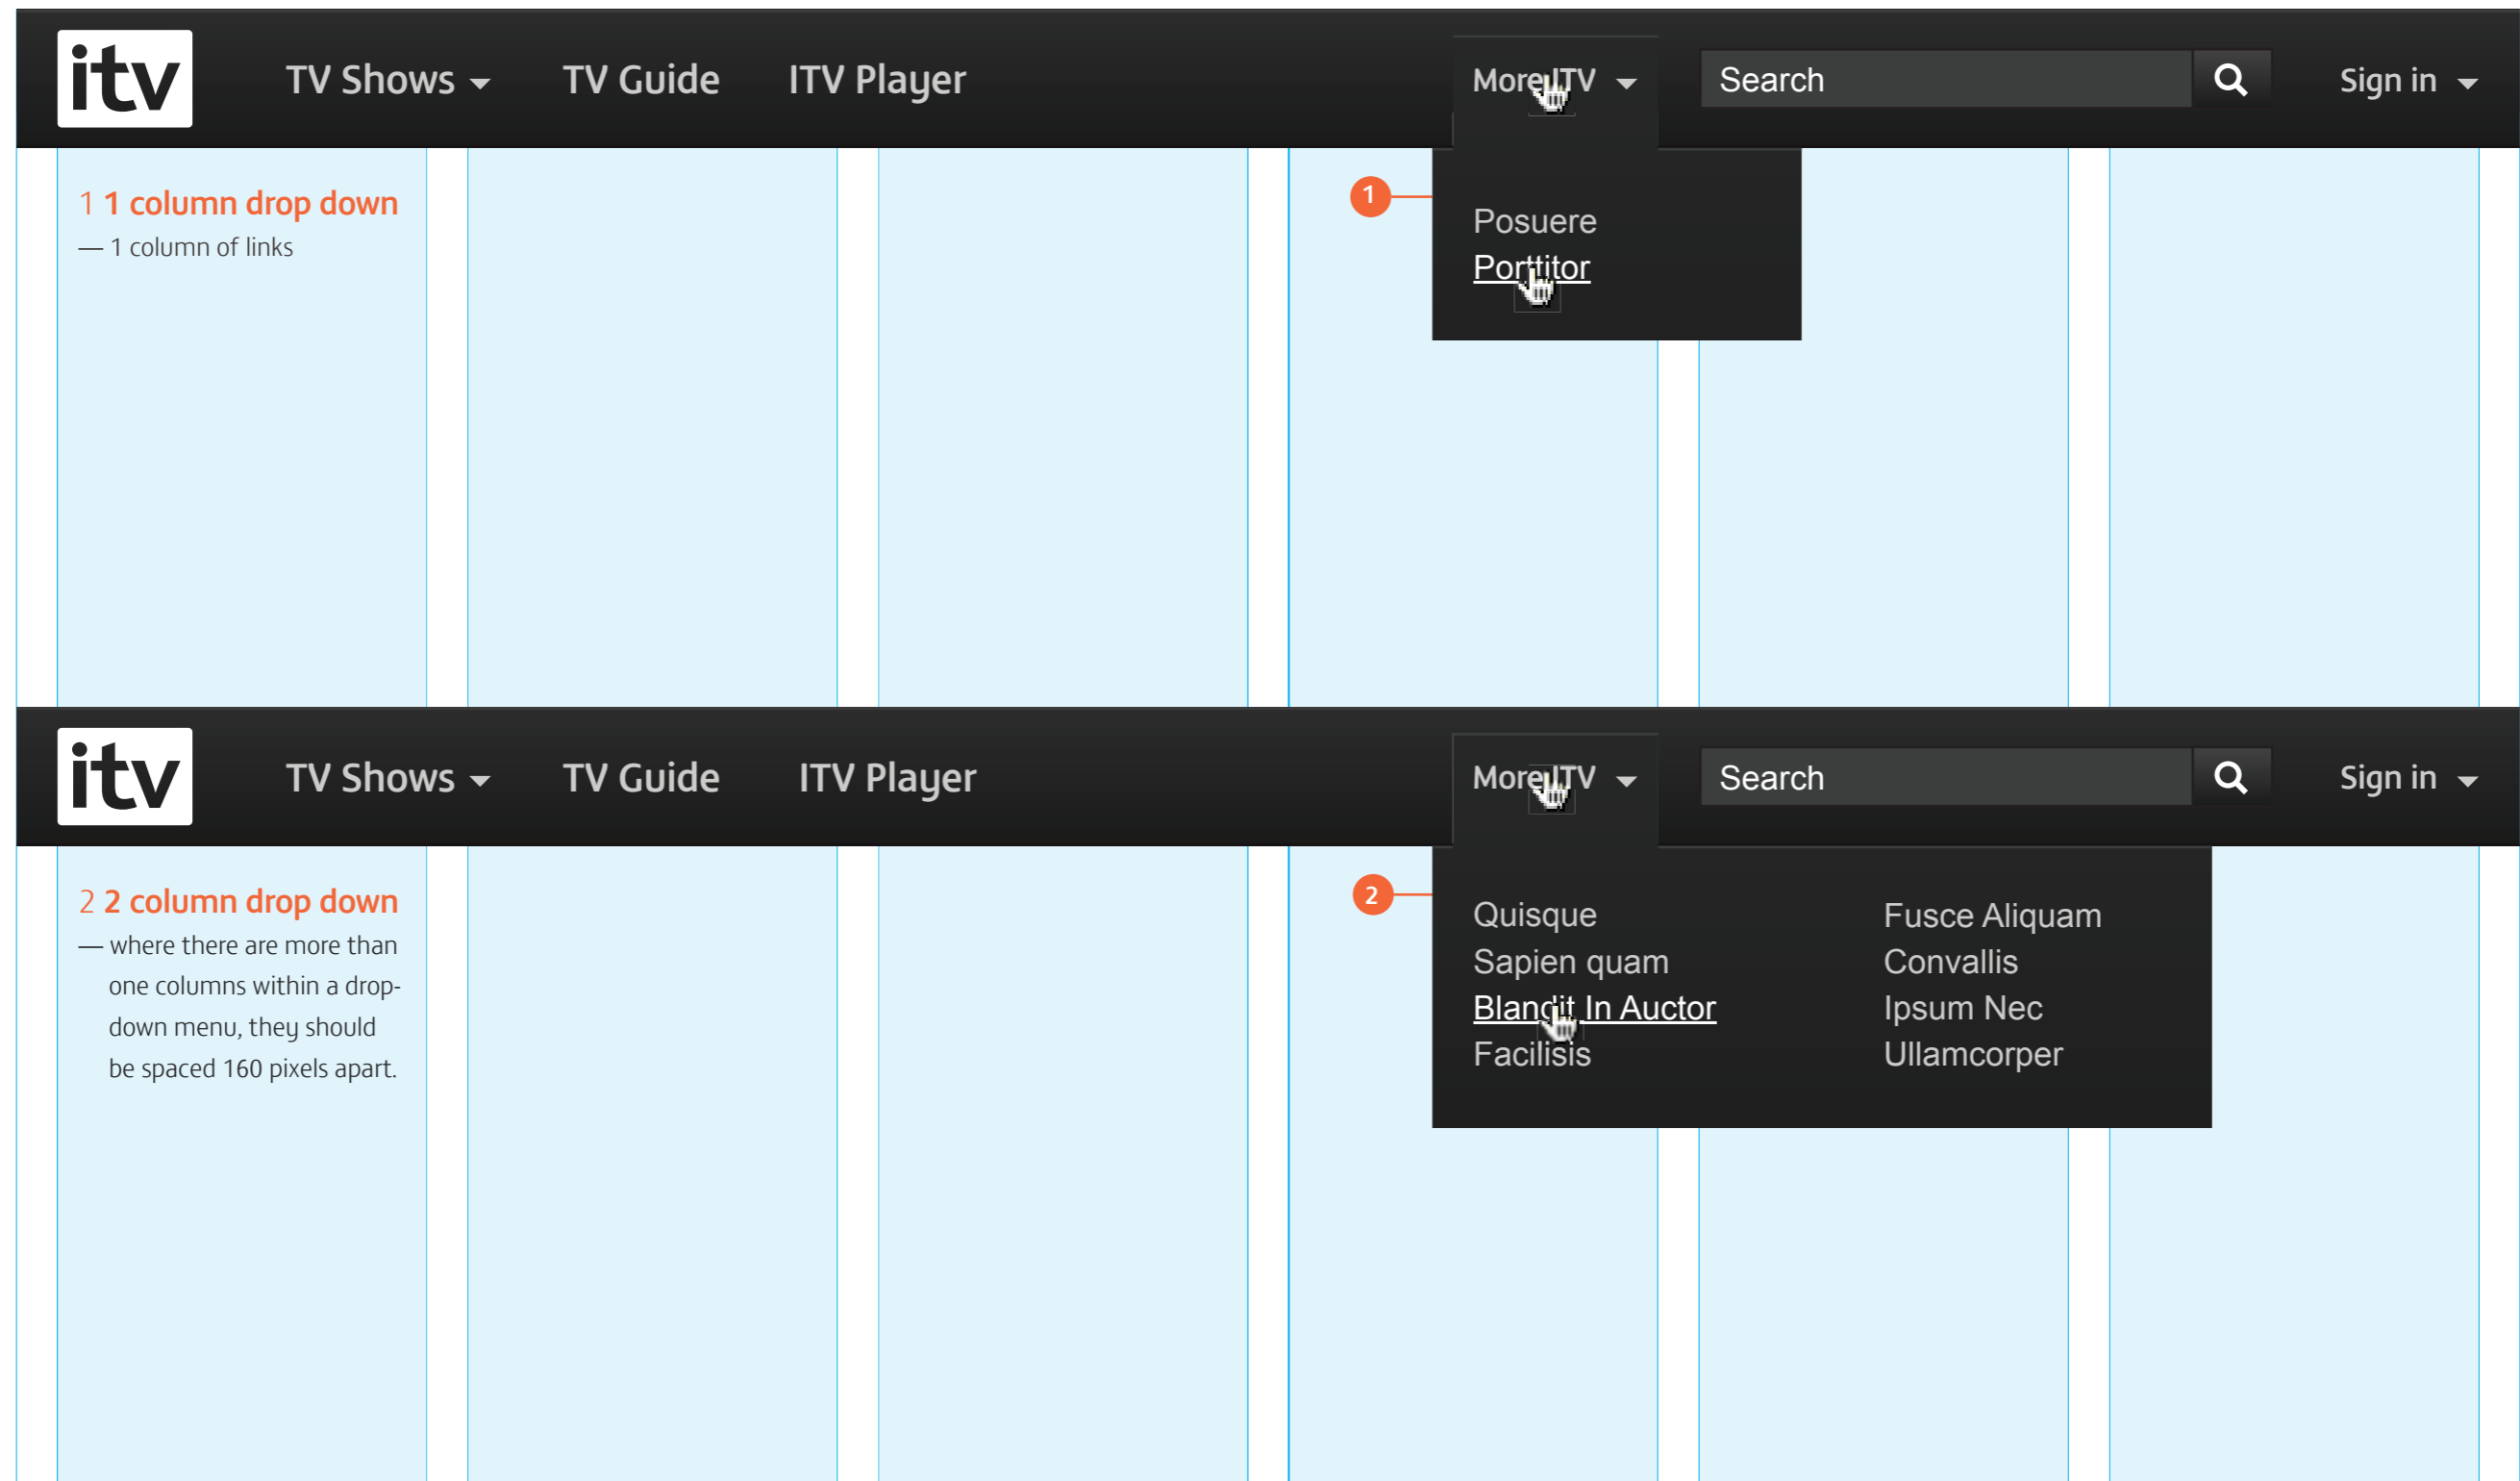 itv TV Shows TV Guide ITV Player More ITV Search Sign in
1 1 column drop down
— 1 column of links
1
Posuere
Porttitor
itv TV Shows TV Guide ITV Player More ITV Search Sign in
2 2 column drop down
— where there are more than
one columns within a drop-
down menu, they should
be spaced 160 pixels apart.
2
Quisque
Sapien quam
Blandit In Auctor
Facilisis
Fusce Aliquam
Convallis
Ipsum Nec
Ullamcorper